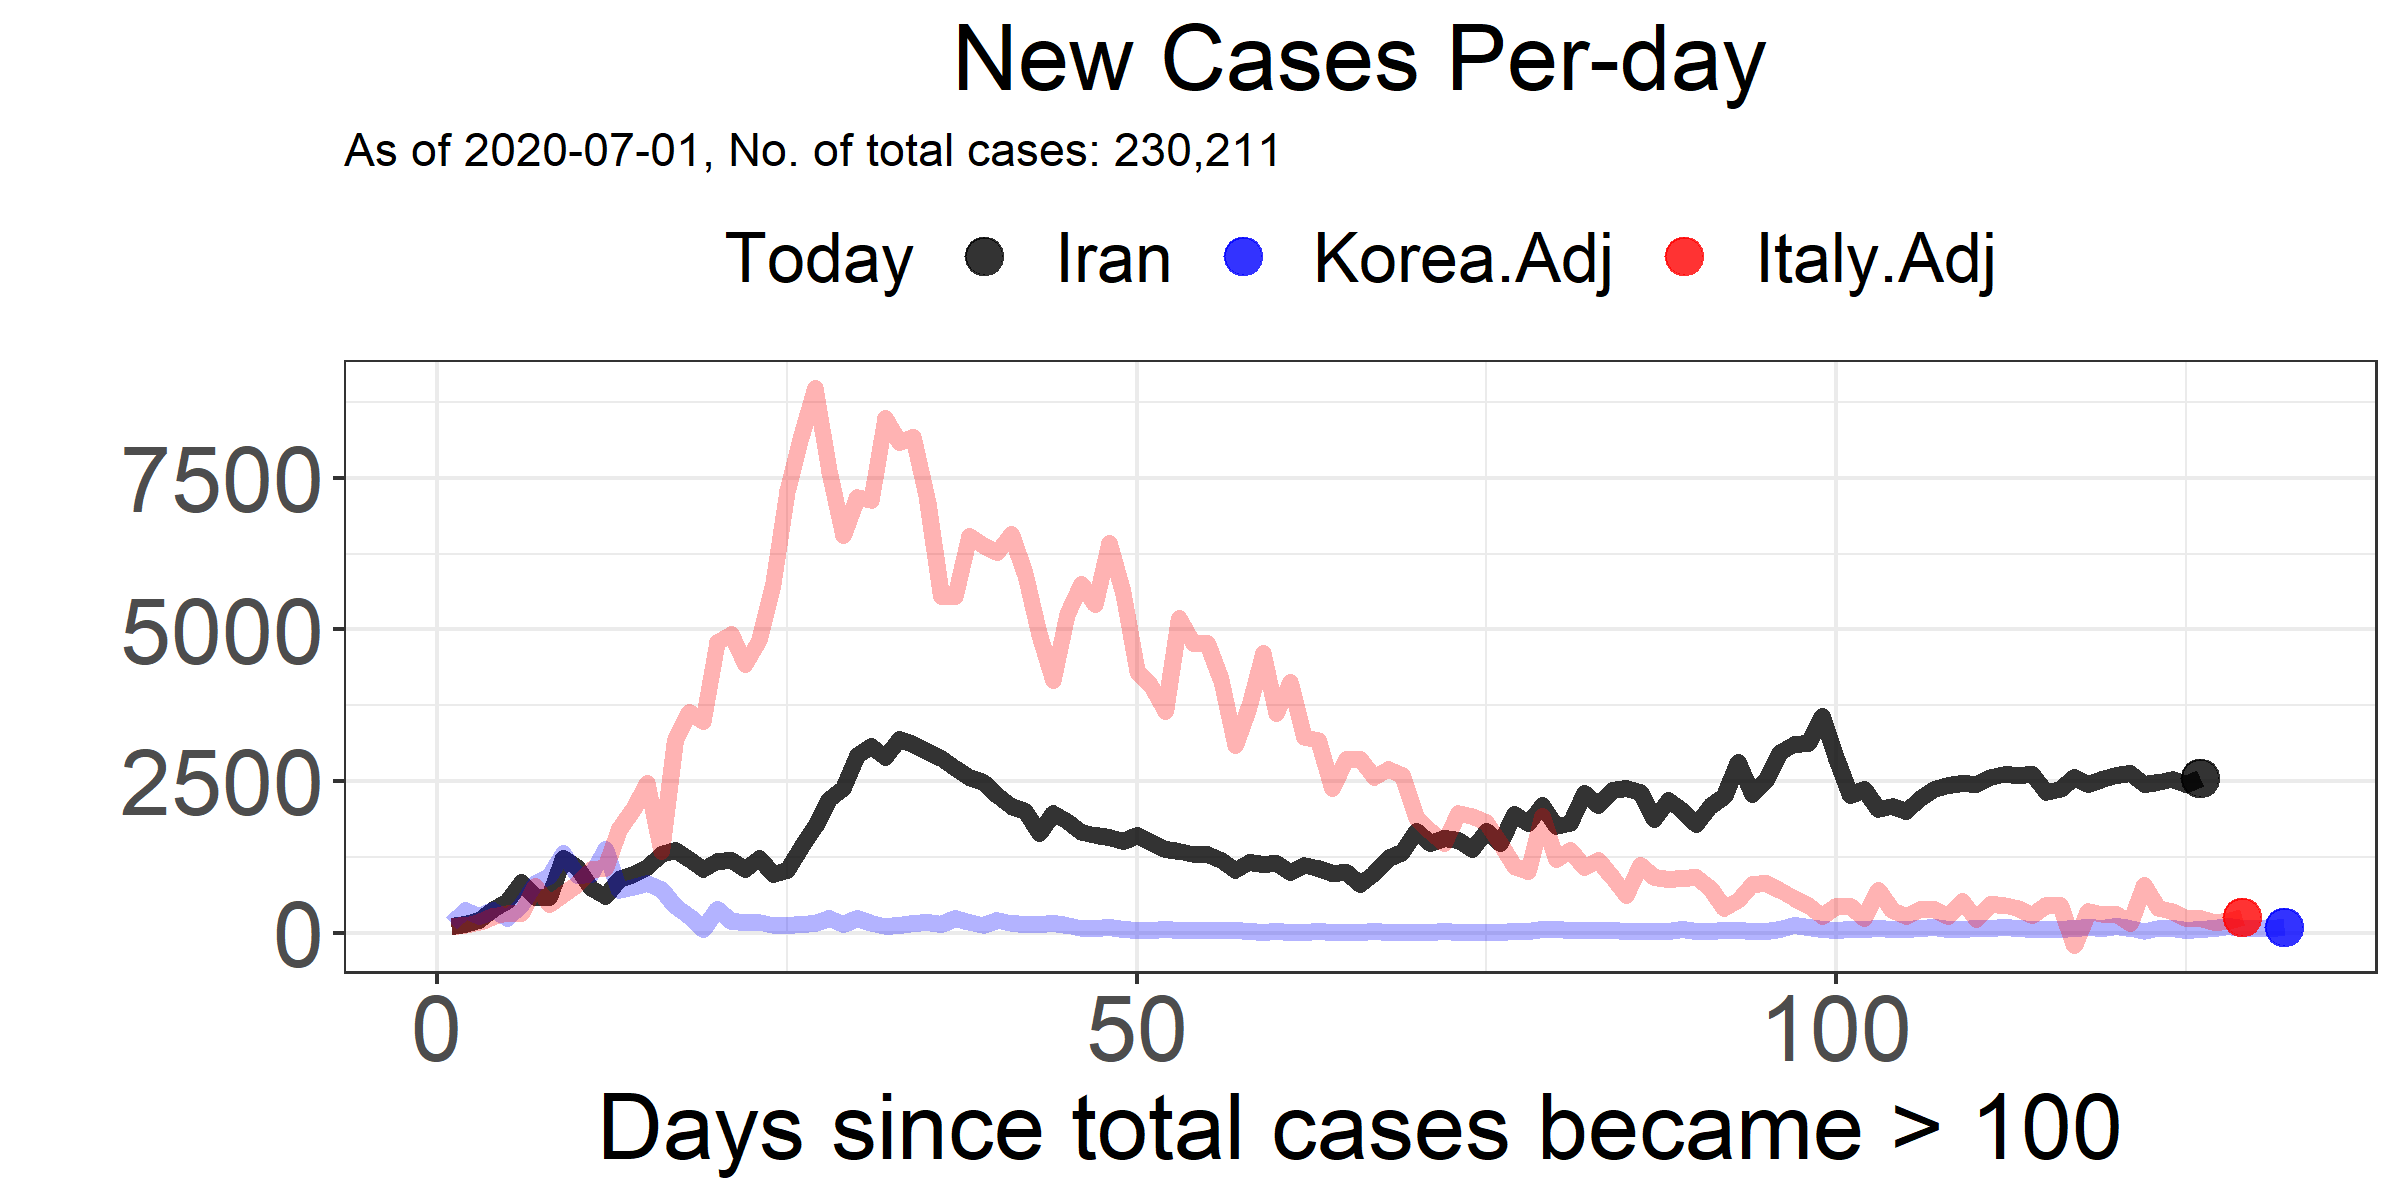 New Cases Per-day
As of 2020-07-01, No. of total cases: 230,211
Today Iran Korea.Adj Italy.Adj
7500
5000
2500
0
0 50 100
Days since total cases became > 100